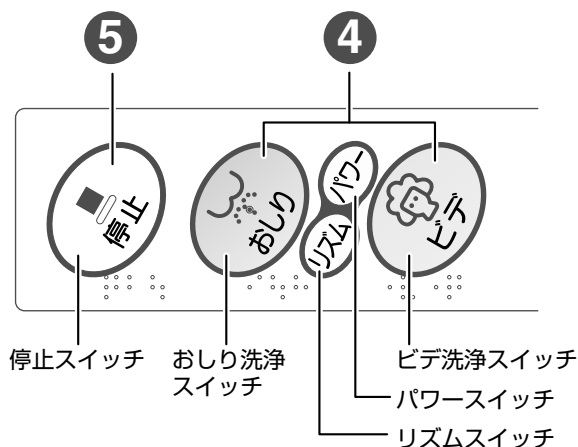 5
4
停止
おしり
パワー
リズム
ビデ
停止スイッチ
おしり洗浄
スイッチ
ビデ洗浄スイッチ
パワースイッチ
リズムスイッチ